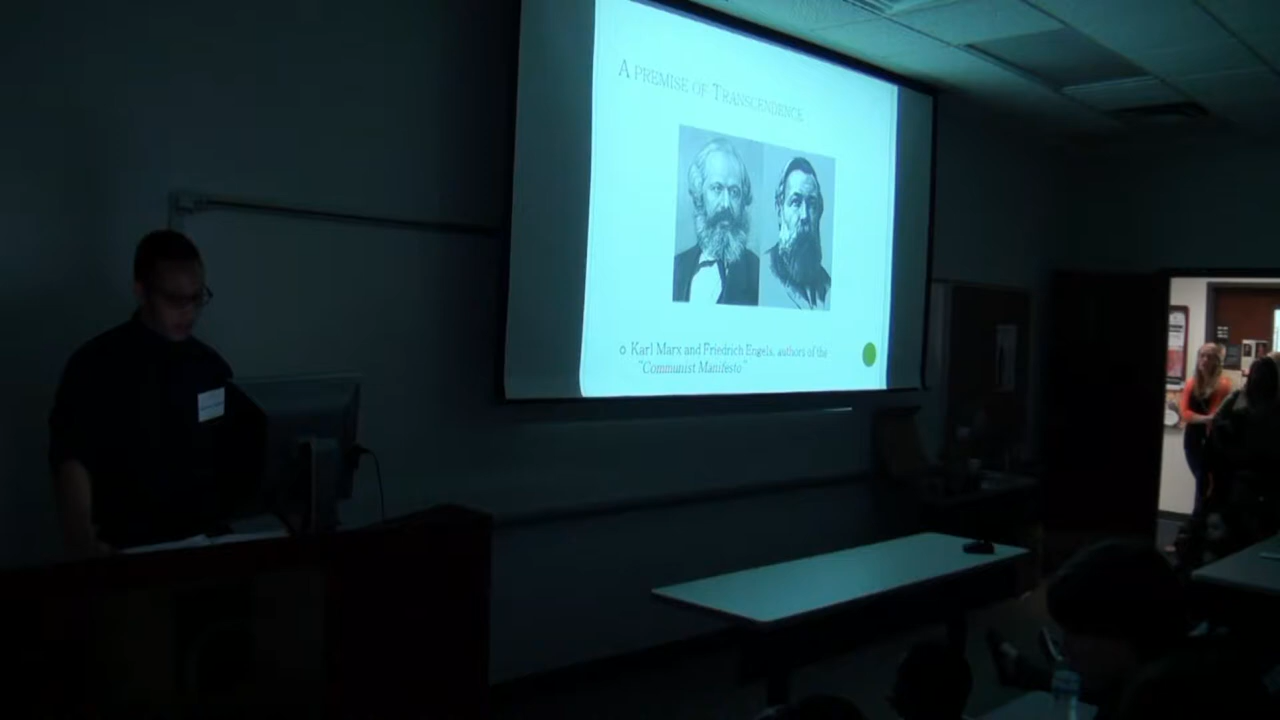 A PREMISE OF TRANSCENDENCE
Karl Marx and Friedrich Engels, authors of the
"Communist Manifesto"